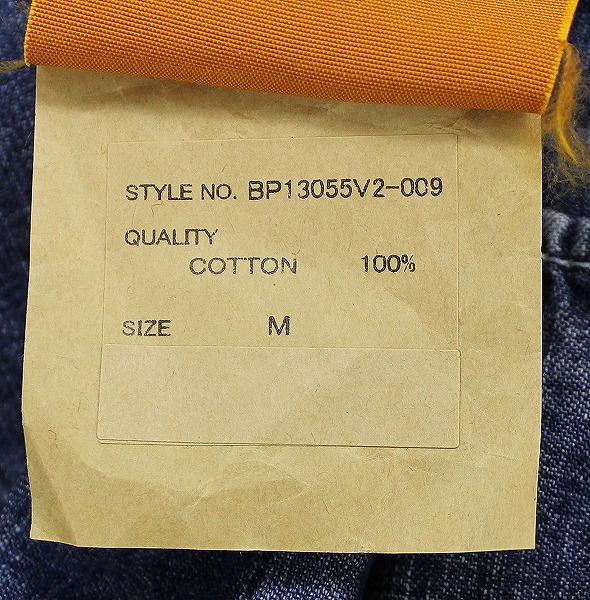 STYLE NO. BP13055V2-009
QUALITY
COTTON 100%
SIZE M